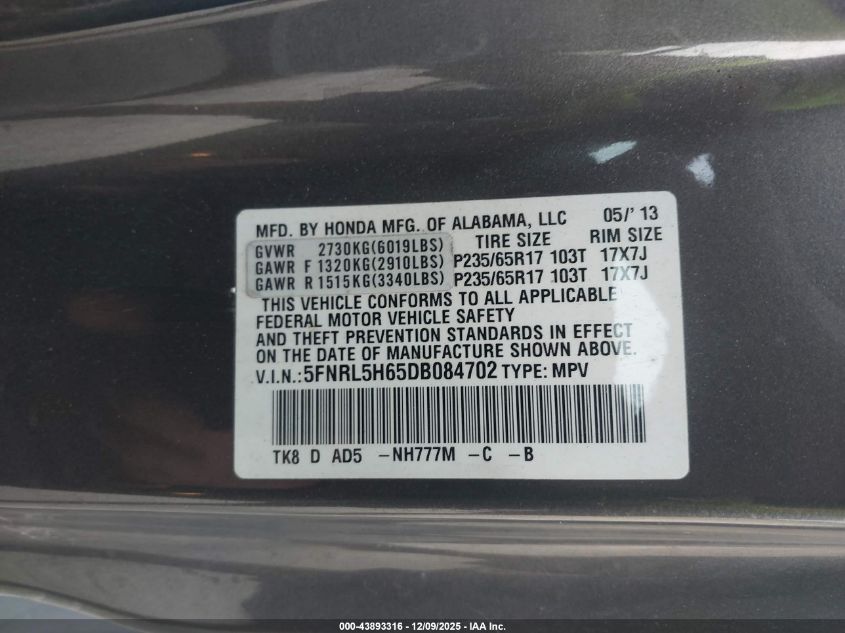 MFD. BY HONDA MFG. OF ALABAMA, LLC 05/' 13
TIRE SIZE RIM SIZE
GVWR 2730KG(6019LBS)
GAWR F 1320KG(2910LBS) P235/65R17 103T 17X7J
GAWR R 1515KG(3340LBS) P235/65R17 103T 17X7J
THIS VEHICLE CONFORMS TO ALL APPLICABLE
FEDERAL MOTOR VEHICLE SAFETY
AND THEFT PREVENTION STANDARDS IN EFFECT
ON THE DATE OF MANUFACTURE SHOWN ABOVE.
V.I.N.:5FNRL5H65DB084702 TYPE: MPV
TK8 D AD5 -NH777M -C -B
000-43893316 - 12/09/2025 - IAA Inc.